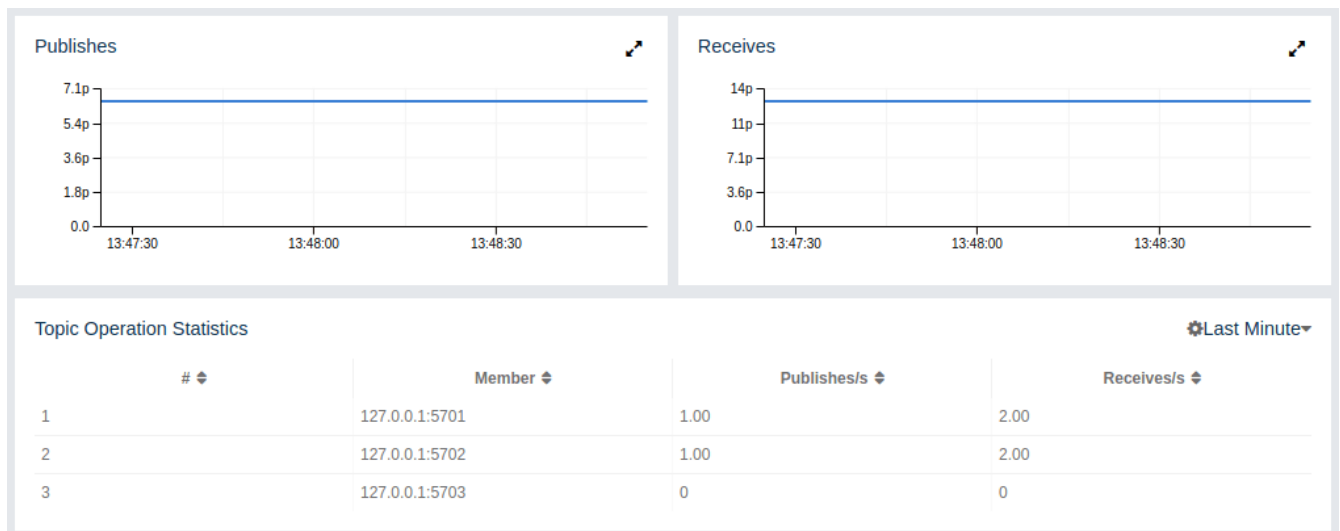 Publishes
7.1p
5.4p
3.6p
1.8p
0.0
13:47:30 13:48:00 13:48:30
Receives
14p
11p
7.1p
3.6p
0.0
13:47:30 13:48:00 13:48:30
Topic Operation Statistics Last Minute
# Member Publishes/s Receives/s
1 127.0.0.1:5701 1.00 2.00
2 127.0.0.1:5702 1.00 2.00
3 127.0.0.1:5703 0 0